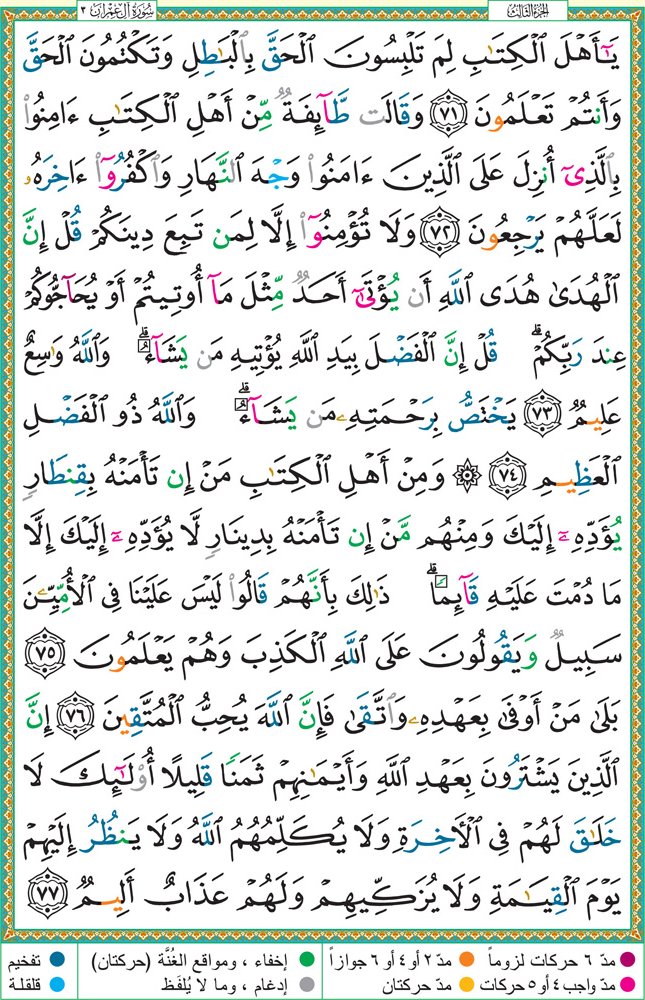 الجزء الثالث
سورة آل عمران ٣
يَـٰٓأَهۡلَ ٱلۡكِتَـٰبِ لِمَ تَلۡبِسُونَ ٱلۡحَقَّ بِٱلۡبَـٰطِلِ وَتَكۡتُمُونَ ٱلۡحَقَّ
وَأَنتُمۡ تَعۡلَمُونَ ٧١ وَقَالَت طَّآئِفَةٌ مِّنۡ أَهۡلِ ٱلۡكِتَـٰبِ ءَامِنُواْ
بِٱلَّذِيٓ أُنزِلَ عَلَى ٱلَّذِينَ ءَامَنُواْ وَجۡهَ ٱلنَّهَارِ وَٱكۡفُرُوٓاْ ءَاخِرَهُۥ
لَعَلَّهُمۡ يَرۡجِعُونَ ٧٢ وَلَا تُؤۡمِنُوٓاْ إِلَّا لِمَن تَبِعَ دِينَكُمۡ قُلۡ إِنَّ
ٱلۡهُدَىٰ هُدَى ٱللَّهِ أَن يُؤۡتَىٰٓ أَحَدٌ مِّثۡلَ مَآ أُوتِيتُمۡ أَوۡ يُحَآجُّوكُمۡ
عِندَ رَبِّكُمۡۗ قُلۡ إِنَّ ٱلۡفَضۡلَ بِيَدِ ٱللَّهِ يُؤۡتِيهِ مَن يَشَآءُۗ وَٱللَّهُ وَٰسِعٌ
عَلِيمٌ ٧٣ يَخۡتَصُّ بِرَحۡمَتِهِۦ مَن يَشَآءُۗ وَٱللَّهُ ذُو ٱلۡفَضۡلِ
ٱلۡعَظِيمِ ٧٤ ۞ وَمِنۡ أَهۡلِ ٱلۡكِتَـٰبِ مَنۡ إِن تَأۡمَنۡهُ بِقِنطَارٍ
يُؤَدِّهِۦٓ إِلَيۡكَ وَمِنۡهُم مَّنۡ إِن تَأۡمَنۡهُ بِدِينَارٍ لَّا يُؤَدِّهِۦٓ إِلَيۡكَ إِلَّا
مَا دُمۡتَ عَلَيۡهِ قَآئِمًاۗ ذَٰلِكَ بِأَنَّهُمۡ قَالُواْ لَيۡسَ عَلَيۡنَا فِي ٱلۡأُمِّيِّـۧنَ
سَبِيلٌ وَيَقُولُونَ عَلَى ٱللَّهِ ٱلۡكَذِبَ وَهُمۡ يَعۡلَمُونَ ٧٥
بَلَىٰ مَنۡ أَوۡفَىٰ بِعَهۡدِهِۦ وَٱتَّقَىٰ فَإِنَّ ٱللَّهَ يُحِبُّ ٱلۡمُتَّقِينَ ٧٦ إِنَّ
ٱلَّذِينَ يَشۡتَرُونَ بِعَهۡدِ ٱللَّهِ وَأَيۡمَـٰنِهِمۡ ثَمَنًا قَلِيلًا أُوْلَـٰٓئِكَ لَا
خَلَـٰقَ لَهُمۡ فِي ٱلۡأَخِرَةِ وَلَا يُكَلِّمُهُمُ ٱللَّهُ وَلَا يَنظُرُ إِلَيۡهِمۡ
يَوۡمَ ٱلۡقِيَـٰمَةِ وَلَا يُزَكِّيهِمۡ وَلَهُمۡ عَذَابٌ أَلِيمٌ ٧٧
مدّ ٦ حركات لزوماً مدّ ٢ أو ٤ أو ٦ جوازاً إخفاء ، ومواقع الغُنَّة (حركتان) تفخيم
مدّ واجب ٤ أو ٥ حركات مدّ حركتان إدغام ، وما لا يُلفَظ قلقلة